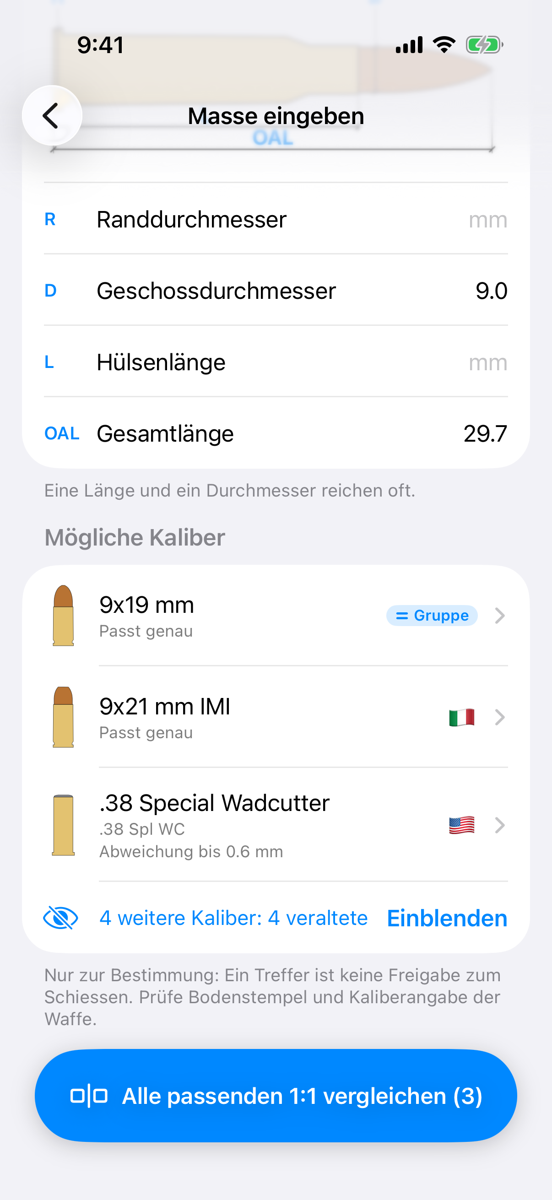 9:41
Masse eingeben
OAL
R Randdurchmesser mm
D Geschossdurchmesser 9.0
L Hülsenlänge mm
OAL Gesamtlänge 29.7
Eine Länge und ein Durchmesser reichen oft.
Mögliche Kaliber
9x19 mm
= Gruppe
Passt genau
9x21 mm IMI
Passt genau
.38 Special Wadcutter
.38 Spl WC
Abweichung bis 0.6 mm
4 weitere Kaliber: 4 veraltete Einblenden
Nur zur Bestimmung: Ein Treffer ist keine Freigabe zum
Schiessen. Prüfe Bodenstempel und Kaliberangabe der
Waffe.
Alle passenden 1:1 vergleichen (3)